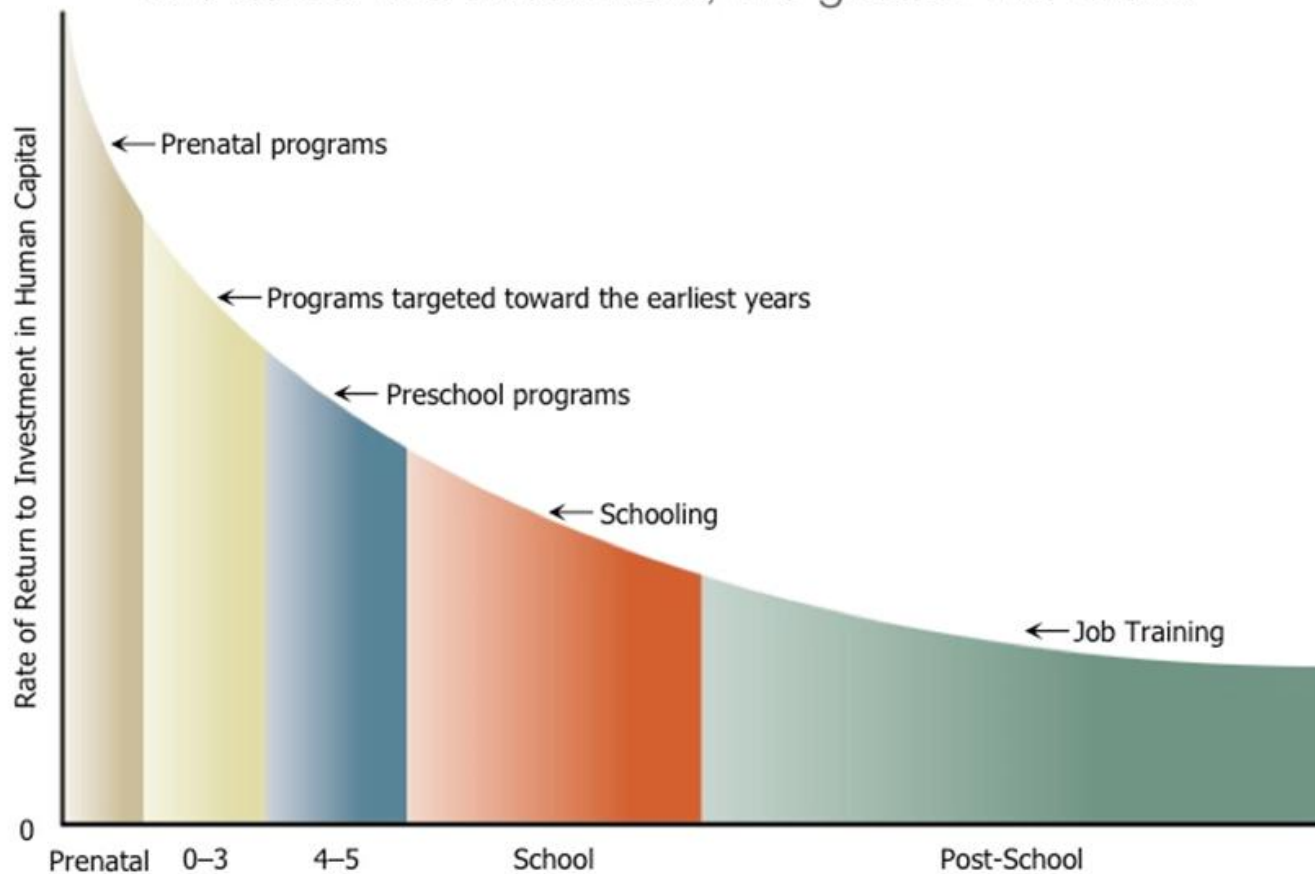 Prenatal programs
Programs targeted toward the earliest years
Preschool programs
Schooling
Job Training
Rate of Return to Investment in Human Capital
0
Prenatal 0–3 4–5 School Post-School